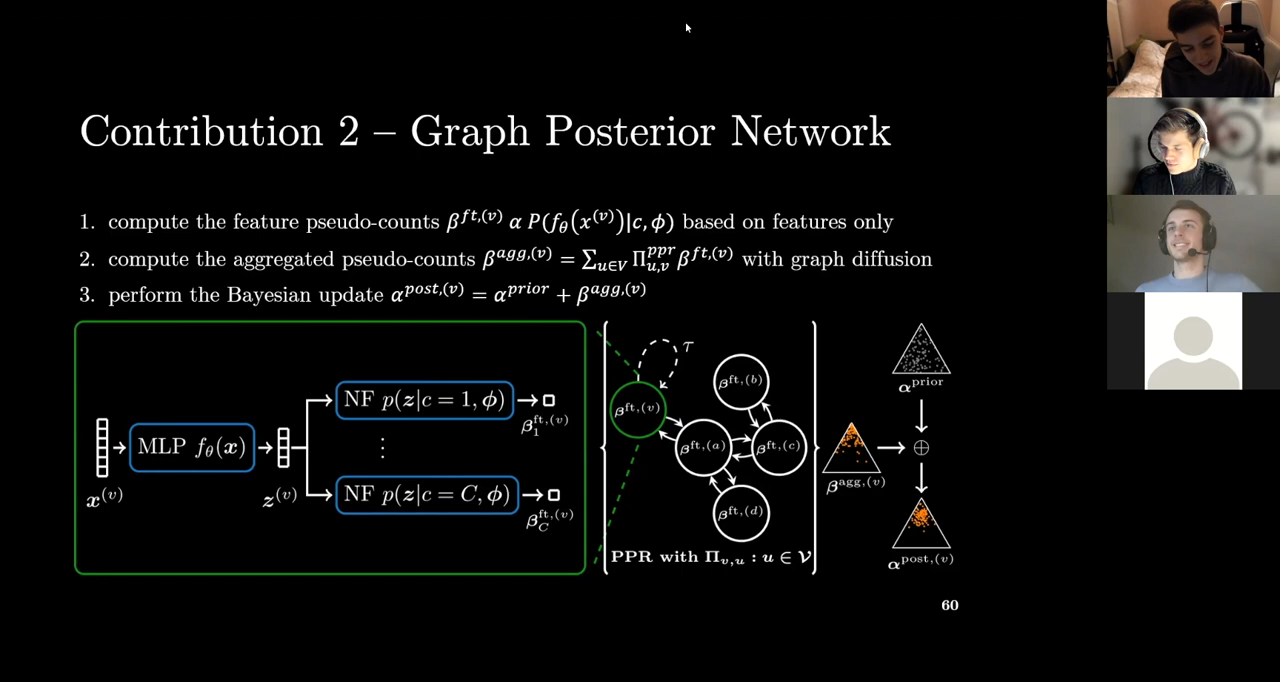 Contribution 2 – Graph Posterior Network
1. compute the feature pseudo-counts β^{ft,(v)} α P(f_θ(x^{(v)})|c, ϕ) based on features only
2. compute the aggregated pseudo-counts β^{agg,(v)} = Σ_{u∈V} Π^{ppr}_{u,v} β^{ft,(v)} with graph diffusion
3. perform the Bayesian update α^{post,(v)} = α^{prior} + β^{agg,(v)}
x^{(v)}
MLP f_θ(x)
z^{(v)}
NF p(z|c = 1, ϕ)
β_1^{ft,(v)}
⋮
NF p(z|c = C, ϕ)
β_C^{ft,(v)}
τ
β^{ft,(v)}
β^{ft,(b)}
β^{ft,(a)}
β^{ft,(c)}
β^{ft,(d)}
PPR with Π_{v,u} : u ∈ V
β^{agg,(v)}
α^{prior}
⊕
α^{post,(v)}
60